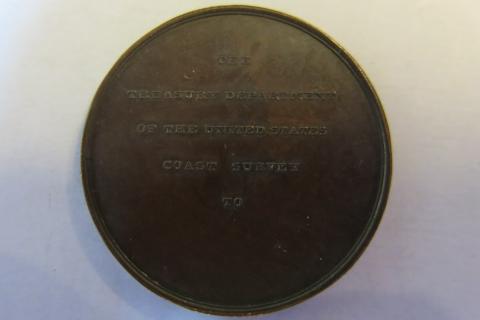 THE
TREASURY DEPARTMENT
OF THE UNITED STATES
COAST SURVEY
TO